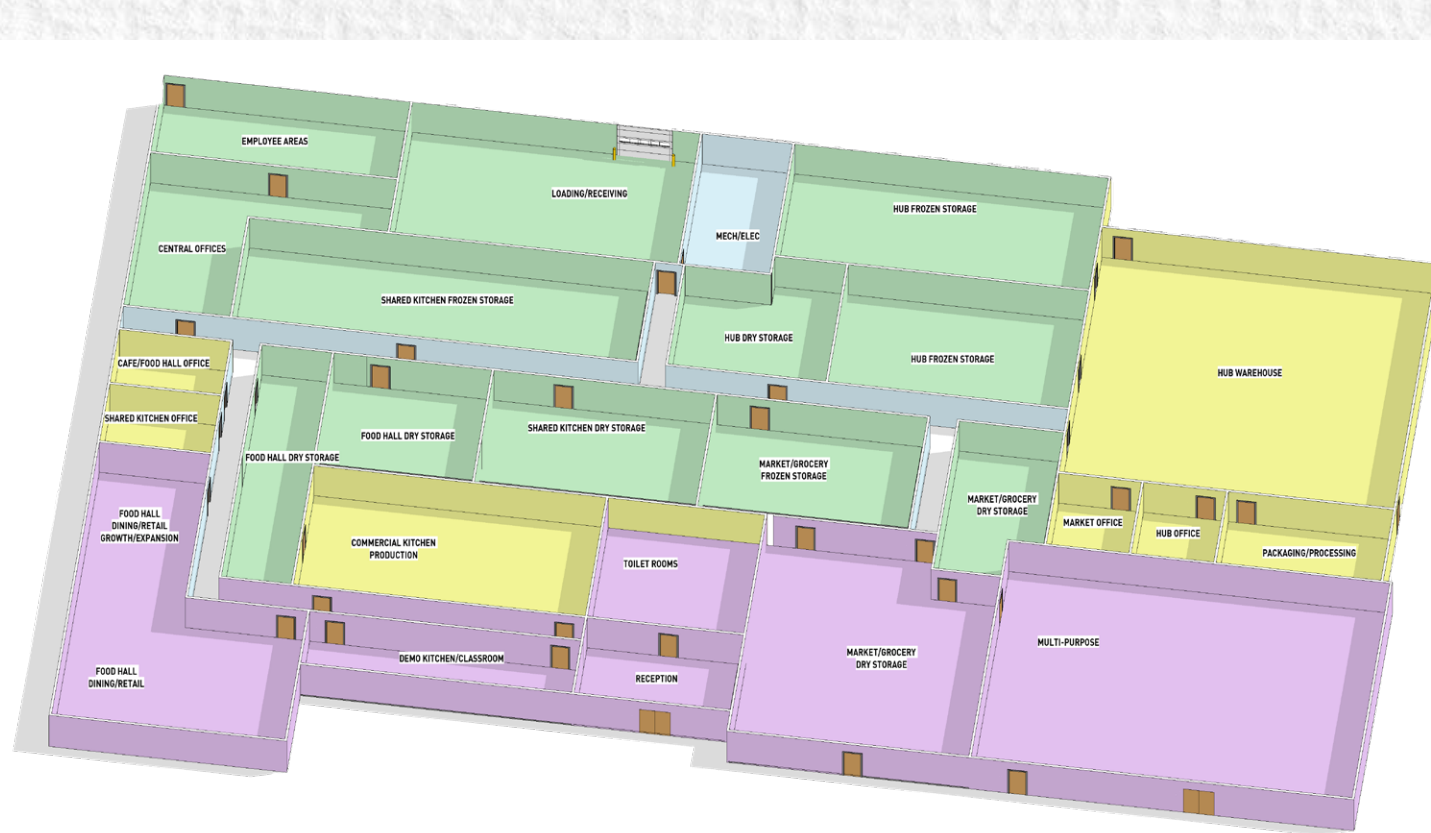 EMPLOYEE AREAS
LOADING/RECEIVING
HUB FROZEN STORAGE
MECH/ELEC
CENTRAL OFFICES
SHARED KITCHEN FROZEN STORAGE
HUB DRY STORAGE
HUB FROZEN STORAGE
HUB WAREHOUSE
CAFE/FOOD HALL OFFICE
SHARED KITCHEN OFFICE
FOOD HALL DRY STORAGE
FOOD HALL DRY STORAGE
SHARED KITCHEN DRY STORAGE
MARKET/GROCERY
FROZEN STORAGE
MARKET/GROCERY
DRY STORAGE
MARKET OFFICE
HUB OFFICE
PACKAGING/PROCESSING
FOOD HALL
DINING/RETAIL
GROWTH/EXPANSION
COMMERCIAL KITCHEN
PRODUCTION
TOILET ROOMS
MULTI-PURPOSE
MARKET/GROCERY
DRY STORAGE
DEMO KITCHEN/CLASSROOM
RECEPTION
FOOD HALL
DINING/RETAIL